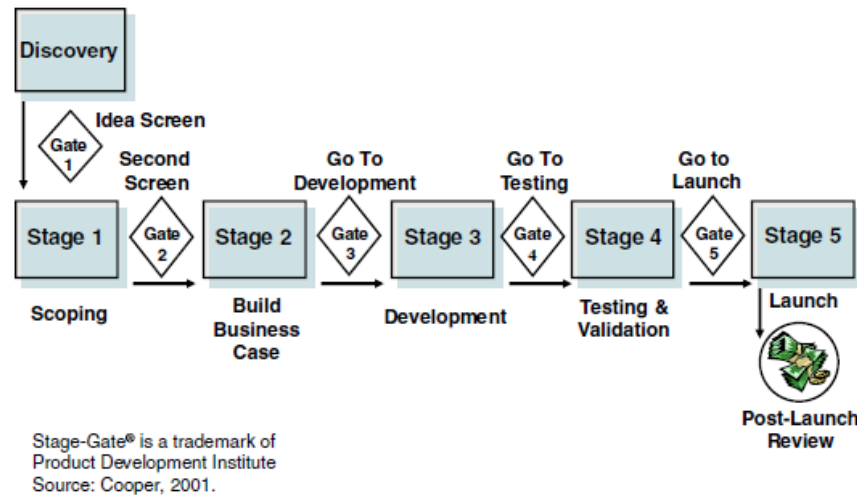 Discovery
Idea Screen
Gate
1
Second
Screen
Go To
Development
Go To
Testing
Go to
Launch
Stage 1
Gate
2
Stage 2
Gate
3
Stage 3
Gate
4
Stage 4
Gate
5
Stage 5
Scoping
Build
Business
Case
Development
Testing &
Validation
Launch
Post-Launch
Review
Stage-Gate® is a trademark of
Product Development Institute
Source: Cooper, 2001.